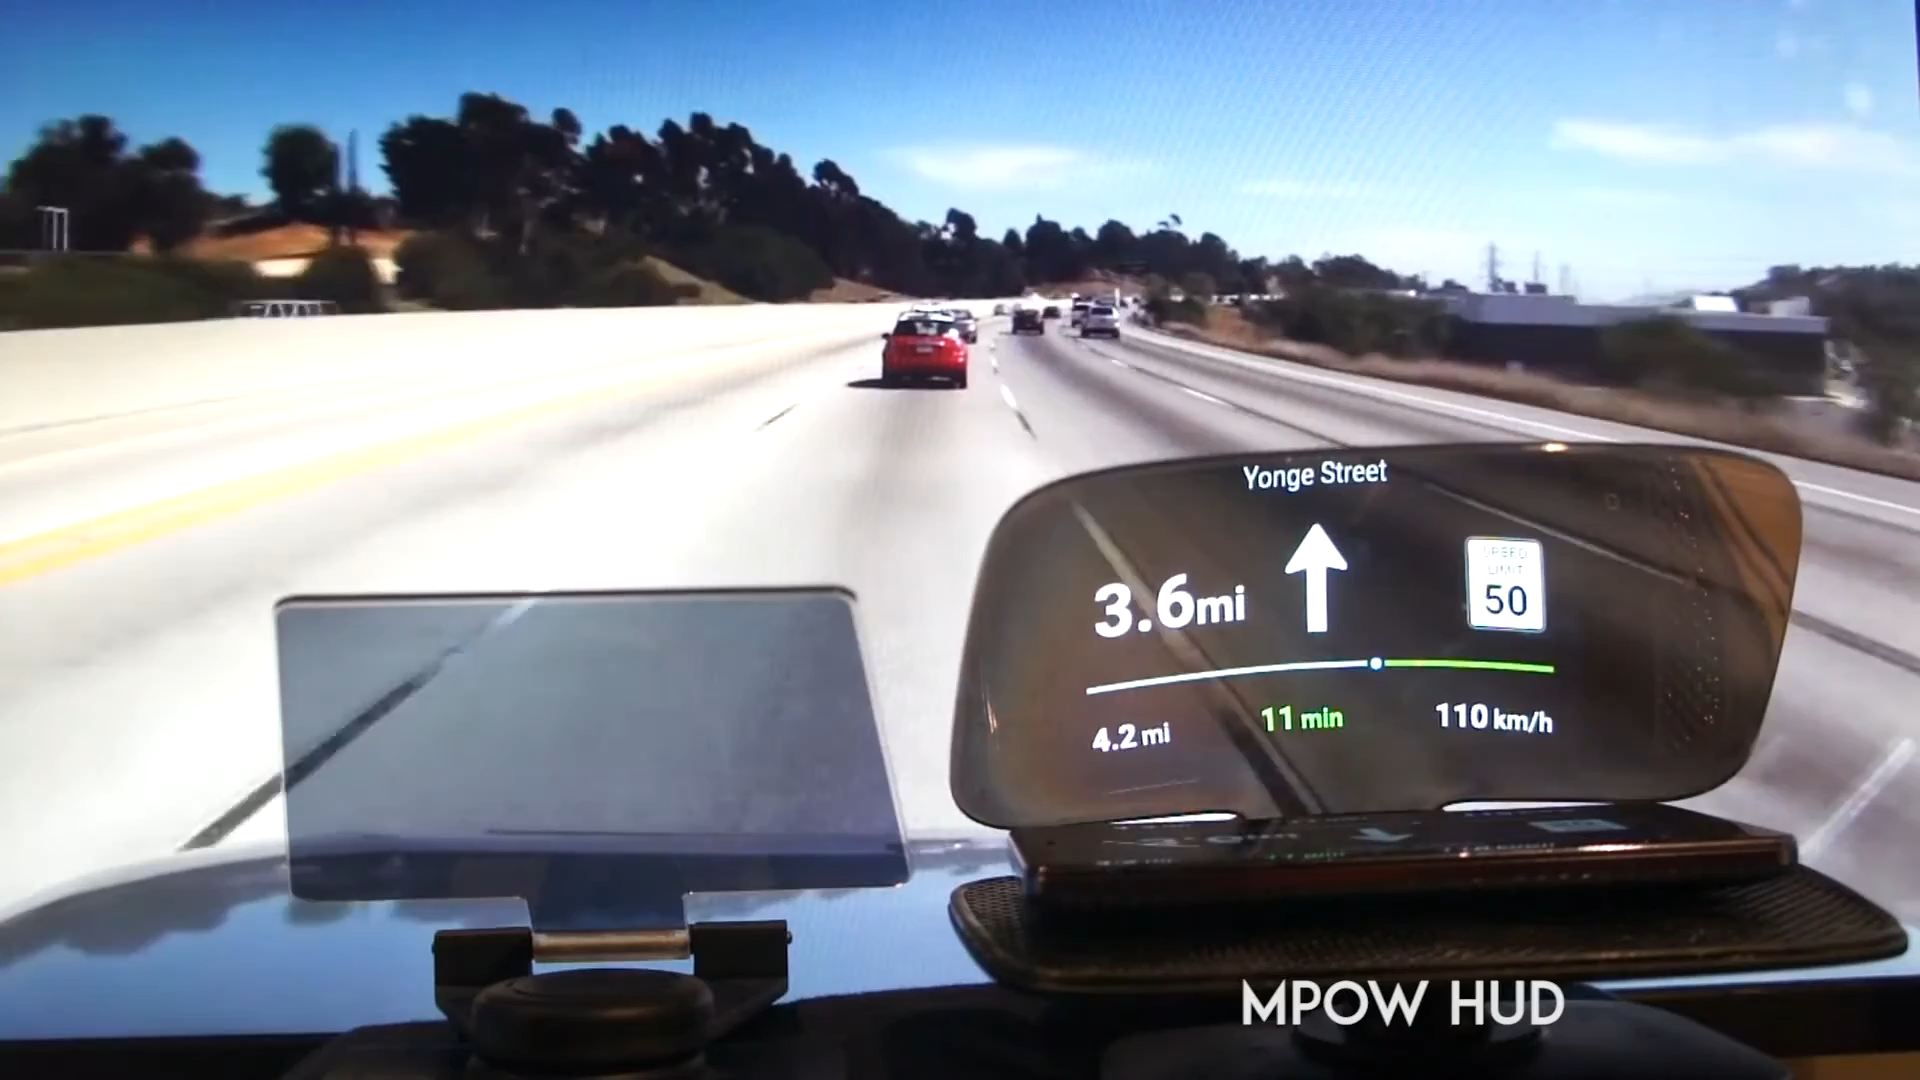 Yonge Street
3.6mi
SPEED
LIMIT
50
4.2 mi
11 min
110 km/h
MPOW HUD